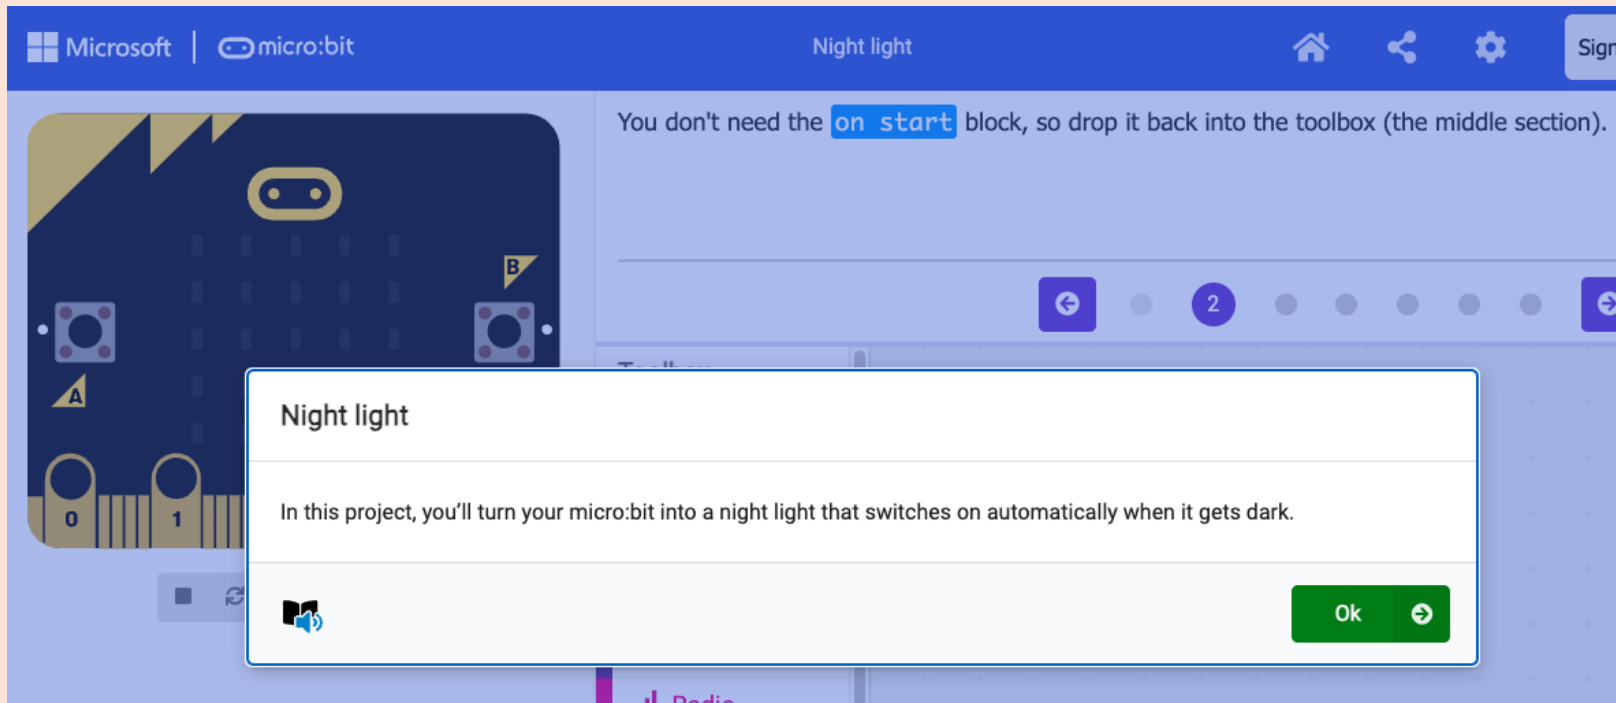 Microsoft micro:bit Night light
You don't need the on start block, so drop it back into the toolbox (the middle section).
B
2
A
Night light
0 1
In this project, you’ll turn your micro:bit into a night light that switches on automatically when it gets dark.
Ok